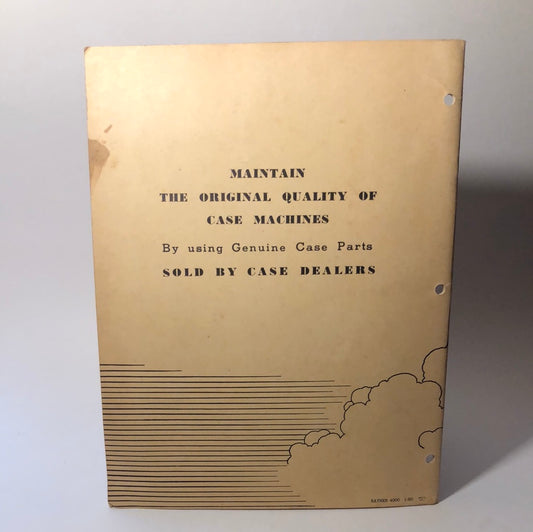 MAINTAIN
THE ORIGINAL QUALITY OF
CASE MACHINES
By using Genuine Case Parts
SOLD BY CASE DEALERS